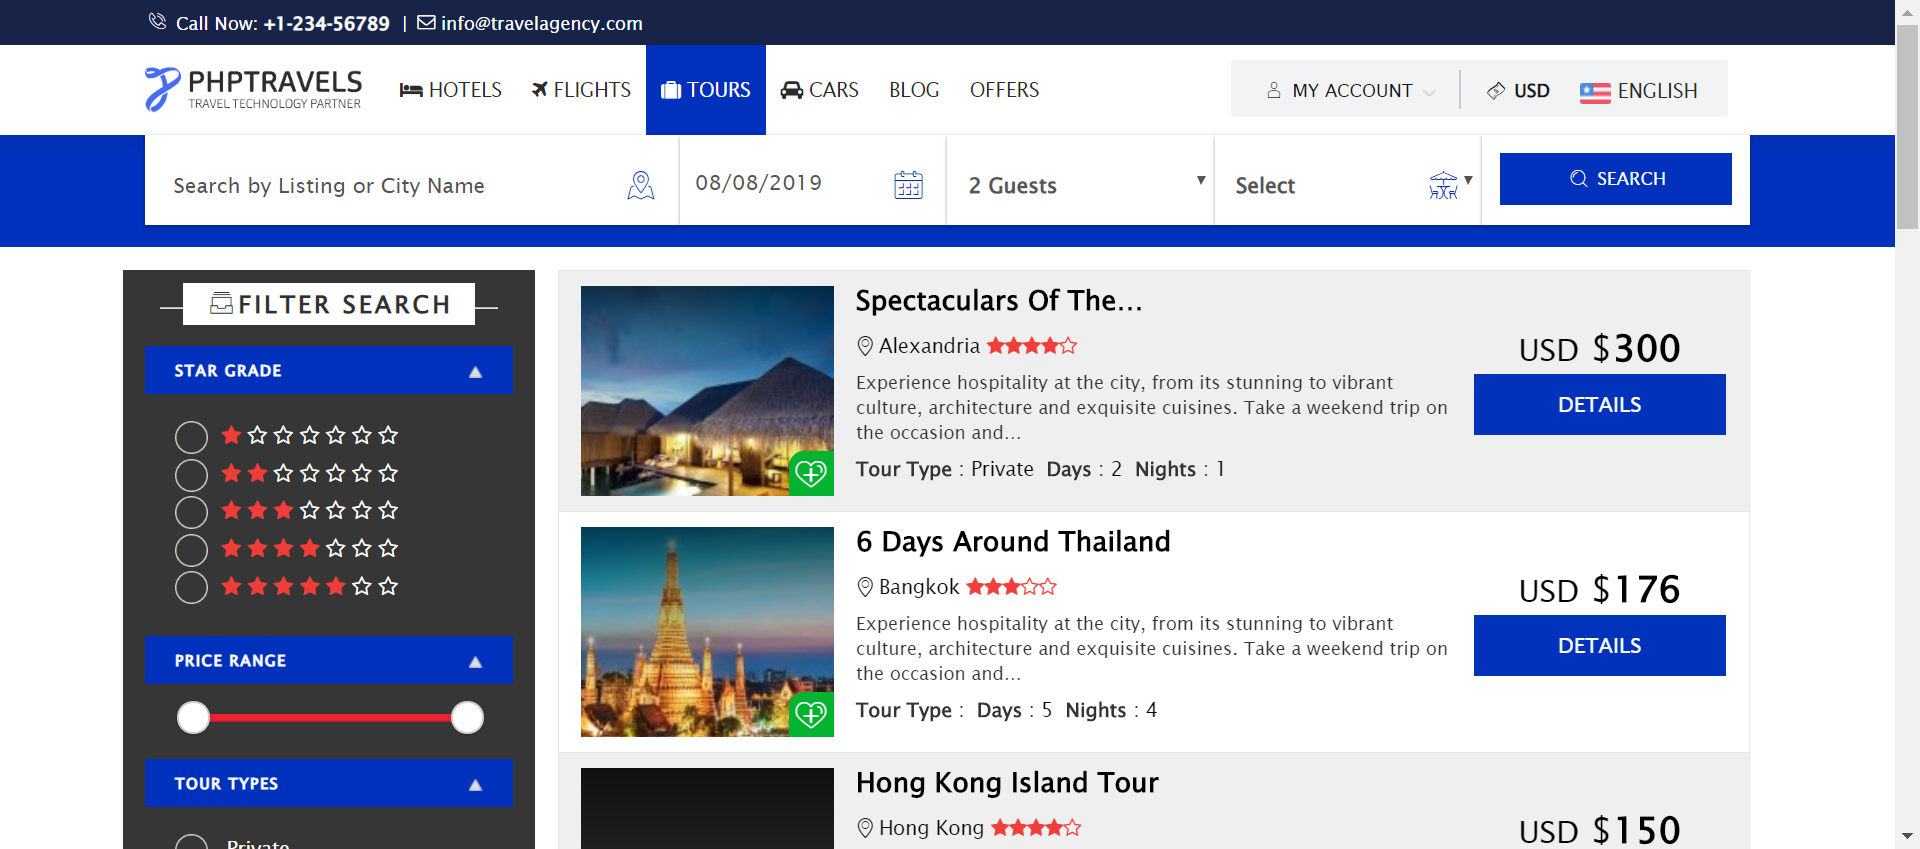 Call Now: +1-234-56789 | info@travelagency.com
PHPTRAVELS
TRAVEL TECHNOLOGY PARTNER
HOTELS FLIGHTS TOURS CARS BLOG OFFERS
MY ACCOUNT USD ENGLISH
Search by Listing or City Name 08/08/2019 2 Guests Select SEARCH
FILTER SEARCH
STAR GRADE
PRICE RANGE
TOUR TYPES
Private
Spectaculars Of The...
Alexandria
Experience hospitality at the city, from its stunning to vibrant
culture, architecture and exquisite cuisines. Take a weekend trip on
the occasion and...
Tour Type : Private Days : 2 Nights : 1
USD $300
DETAILS
6 Days Around Thailand
Bangkok
Experience hospitality at the city, from its stunning to vibrant
culture, architecture and exquisite cuisines. Take a weekend trip on
the occasion and...
Tour Type : Days : 5 Nights : 4
USD $176
DETAILS
Hong Kong Island Tour
Hong Kong
USD $150